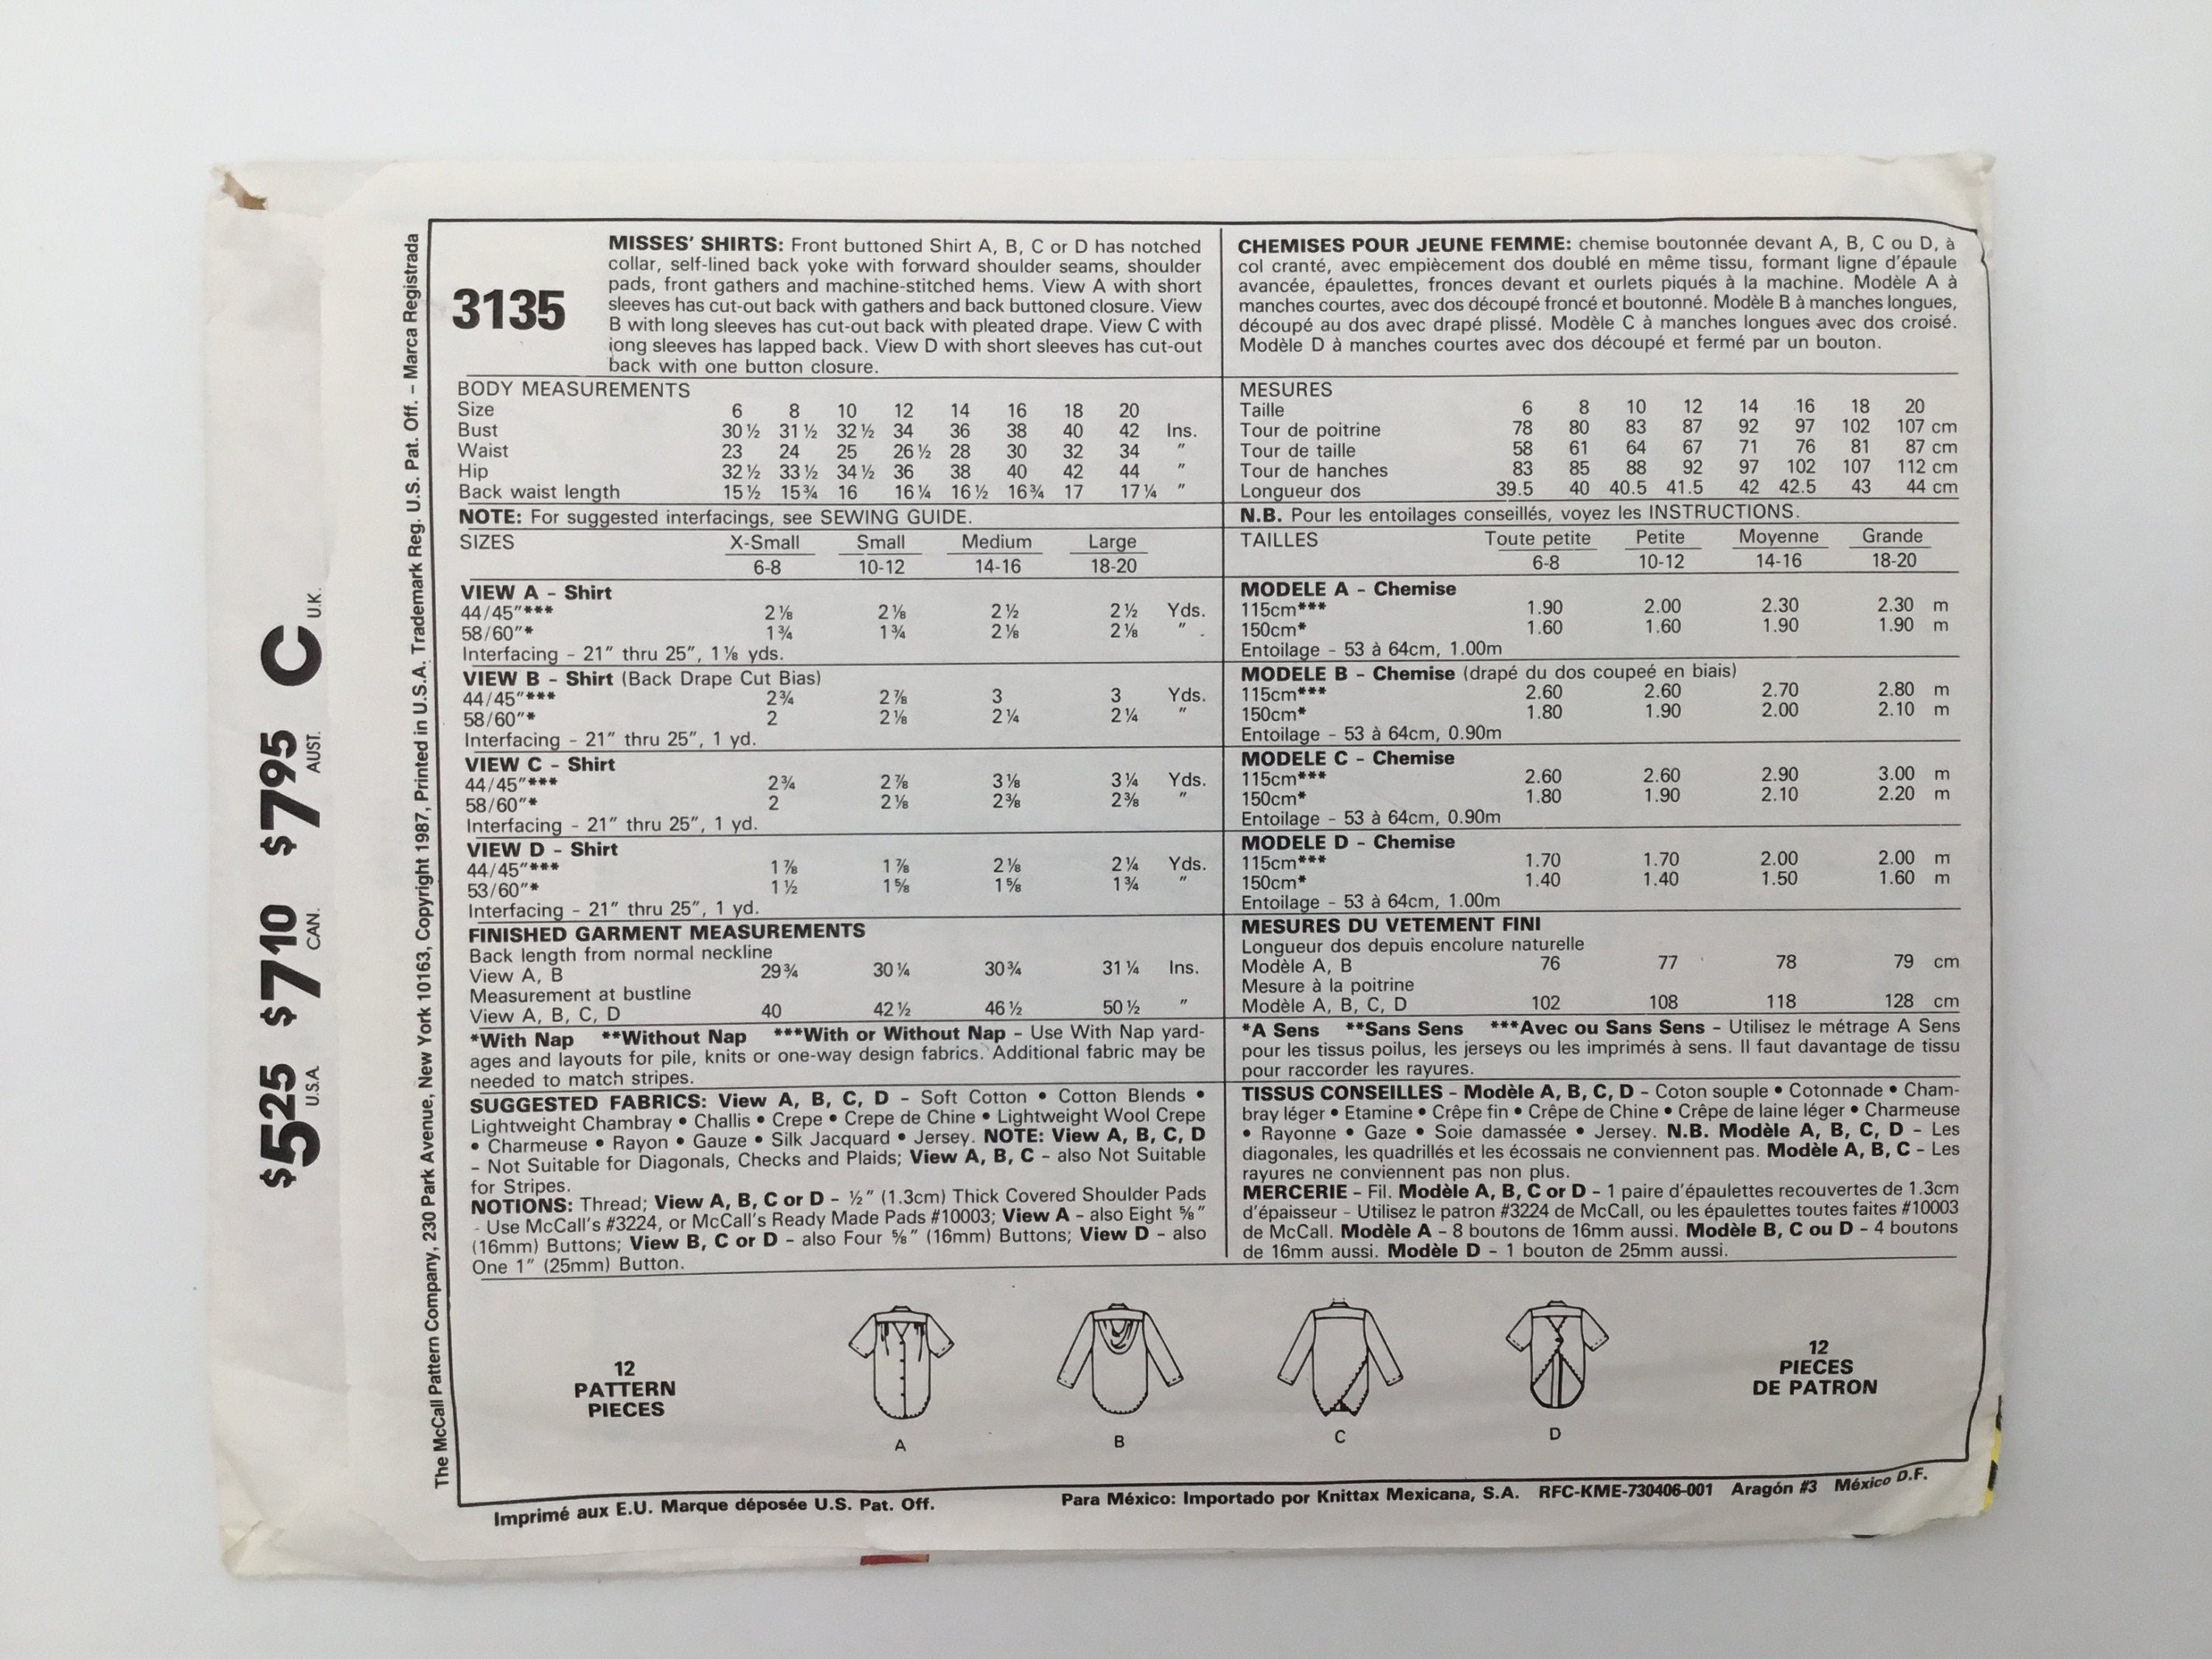 $5.25 U.S.A. $7.10 CAN. $7.95 AUST. C U.K.
The McCall Pattern Company, 230 Park Avenue, New York 10163, Copyright 1987, Printed in U.S.A. Trademark Reg. U.S. Pat. Off. – Marca Registrada
3135
MISSES' SHIRTS: Front buttoned Shirt A, B, C or D has notched
collar, self-lined back yoke with forward shoulder seams, shoulder
pads, front gathers and machine-stitched hems. View A with short
sleeves has cut-out back with gathers and back buttoned closure. View
B with long sleeves has cut-out back with pleated drape. View C with
long sleeves has lapped back. View D with short sleeves has cut-out
back with one button closure.
BODY MEASUREMENTS
Size 6 8 10 12 14 16 18 20
Bust 30½ 31½ 32½ 34 36 38 40 42 Ins.
Waist 23 24 25 26½ 28 30 32 34 "
Hip 32½ 33½ 34½ 36 38 40 42 44 "
Back waist length 15½ 15¾ 16 16¼ 16½ 16¾ 17 17¼ "
NOTE: For suggested interfacings, see SEWING GUIDE.
SIZES X-Small Small Medium Large
6-8 10-12 14-16 18-20
VIEW A – Shirt
44/45"*** 2⅛ 2⅛ 2½ 2½ Yds.
58/60"* 1¾ 1¾ 2⅛ 2⅛ "
Interfacing – 21" thru 25", 1⅛ yds.
VIEW B – Shirt (Back Drape Cut Bias)
44/45"*** 2¾ 2⅞ 3 3 Yds.
58/60"* 2 2⅛ 2¼ 2¼ "
Interfacing – 21" thru 25", 1 yd.
VIEW C – Shirt
44/45"*** 2¾ 2⅞ 3⅛ 3¼ Yds.
58/60"* 2 2⅛ 2⅜ 2⅜ "
Interfacing – 21" thru 25", 1 yd.
VIEW D – Shirt
44/45"*** 1⅞ 1⅞ 2⅛ 2¼ Yds.
53/60"* 1½ 1⅝ 1⅝ 1¾ "
Interfacing – 21" thru 25", 1 yd.
FINISHED GARMENT MEASUREMENTS
Back length from normal neckline
View A, B 29¾ 30¼ 30¾ 31¼ Ins.
Measurement at bustline
View A, B, C, D 40 42½ 46½ 50½ "
*With Nap **Without Nap ***With or Without Nap – Use With Nap yard-
ages and layouts for pile, knits or one-way design fabrics. Additional fabric may be
needed to match stripes.
SUGGESTED FABRICS: View A, B, C, D – Soft Cotton • Cotton Blends •
Lightweight Chambray • Challis • Crepe • Crepe de Chine • Lightweight Wool Crepe
• Charmeuse • Rayon • Gauze • Silk Jacquard • Jersey. NOTE: View A, B, C, D
– Not Suitable for Diagonals, Checks and Plaids; View A, B, C – also Not Suitable
for Stripes.
NOTIONS: Thread; View A, B, C or D – ½" (1.3cm) Thick Covered Shoulder Pads
- Use McCall's #3224, or McCall's Ready Made Pads #10003; View A – also Eight ⅝"
(16mm) Buttons; View B, C or D – also Four ⅝" (16mm) Buttons; View D – also
One 1" (25mm) Button.
CHEMISES POUR JEUNE FEMME: chemise boutonnée devant A, B, C ou D, à
col cranté, avec empiècement dos doublé en même tissu, formant ligne d'épaule
avancée, épaulettes, fronces devant et ourlets piqués à la machine. Modèle A à
manches courtes, avec dos découpé froncé et boutonné. Modèle B à manches longues,
découpé au dos avec drapé plissé. Modèle C à manches longues avec dos croisé.
Modèle D à manches courtes avec dos découpé et fermé par un bouton.
MESURES
Taille 6 8 10 12 14 16 18 20
Tour de poitrine 78 80 83 87 92 97 102 107 cm
Tour de taille 58 61 64 67 71 76 81 87 cm
Tour de hanches 83 85 88 92 97 102 107 112 cm
Longueur dos 39.5 40 40.5 41.5 42 42.5 43 44 cm
N.B. Pour les entoilages conseillés, voyez les INSTRUCTIONS.
TAILLES Toute petite Petite Moyenne Grande
6-8 10-12 14-16 18-20
MODELE A – Chemise
115cm*** 1.90 2.00 2.30 2.30 m
150cm* 1.60 1.60 1.90 1.90 m
Entoilage – 53 à 64cm, 1.00m
MODELE B – Chemise (drapé du dos coupeé en biais)
115cm*** 2.60 2.60 2.70 2.80 m
150cm* 1.80 1.90 2.00 2.10 m
Entoilage – 53 à 64cm, 0.90m
MODELE C – Chemise
115cm*** 2.60 2.60 2.90 3.00 m
150cm* 1.80 1.90 2.10 2.20 m
Entoilage – 53 à 64cm, 0.90m
MODELE D – Chemise
115cm*** 1.70 1.70 2.00 2.00 m
150cm* 1.40 1.40 1.50 1.60 m
Entoilage – 53 à 64cm, 1.00m
MESURES DU VETEMENT FINI
Longueur dos depuis encolure naturelle
Modèle A, B 76 77 78 79 cm
Mesure à la poitrine
Modèle A, B, C, D 102 108 118 128 cm
*A Sens **Sans Sens ***Avec ou Sans Sens – Utilisez le métrage A Sens
pour les tissus poilus, les jerseys ou les imprimés à sens. Il faut davantage de tissu
pour raccorder les rayures.
TISSUS CONSEILLES – Modèle A, B, C, D – Coton souple • Cotonnade • Cham-
bray léger • Etamine • Crêpe fin • Crêpe de Chine • Crêpe de laine léger • Charmeuse
• Rayonne • Gaze • Soie damassée • Jersey. N.B. Modèle A, B, C, D – Les
diagonales, les quadrillés et les écossais ne conviennent pas. Modèle A, B, C – Les
rayures ne conviennent pas non plus.
MERCERIE – Fil. Modèle A, B, C or D – 1 paire d'épaulettes recouvertes de 1.3cm
d'épaisseur – Utilisez le patron #3224 de McCall, ou les épaulettes toutes faites #10003
de McCall. Modèle A – 8 boutons de 16mm aussi. Modèle B, C ou D – 4 boutons
de 16mm aussi. Modèle D – 1 bouton de 25mm aussi.
12
PATTERN
PIECES
A B C D
12
PIECES
DE PATRON
Imprimé aux E.U. Marque déposée U.S. Pat. Off.
Para México: Importado por Knittax Mexicana, S.A. RFC-KME-730406-001 Aragón #3 México D.F.